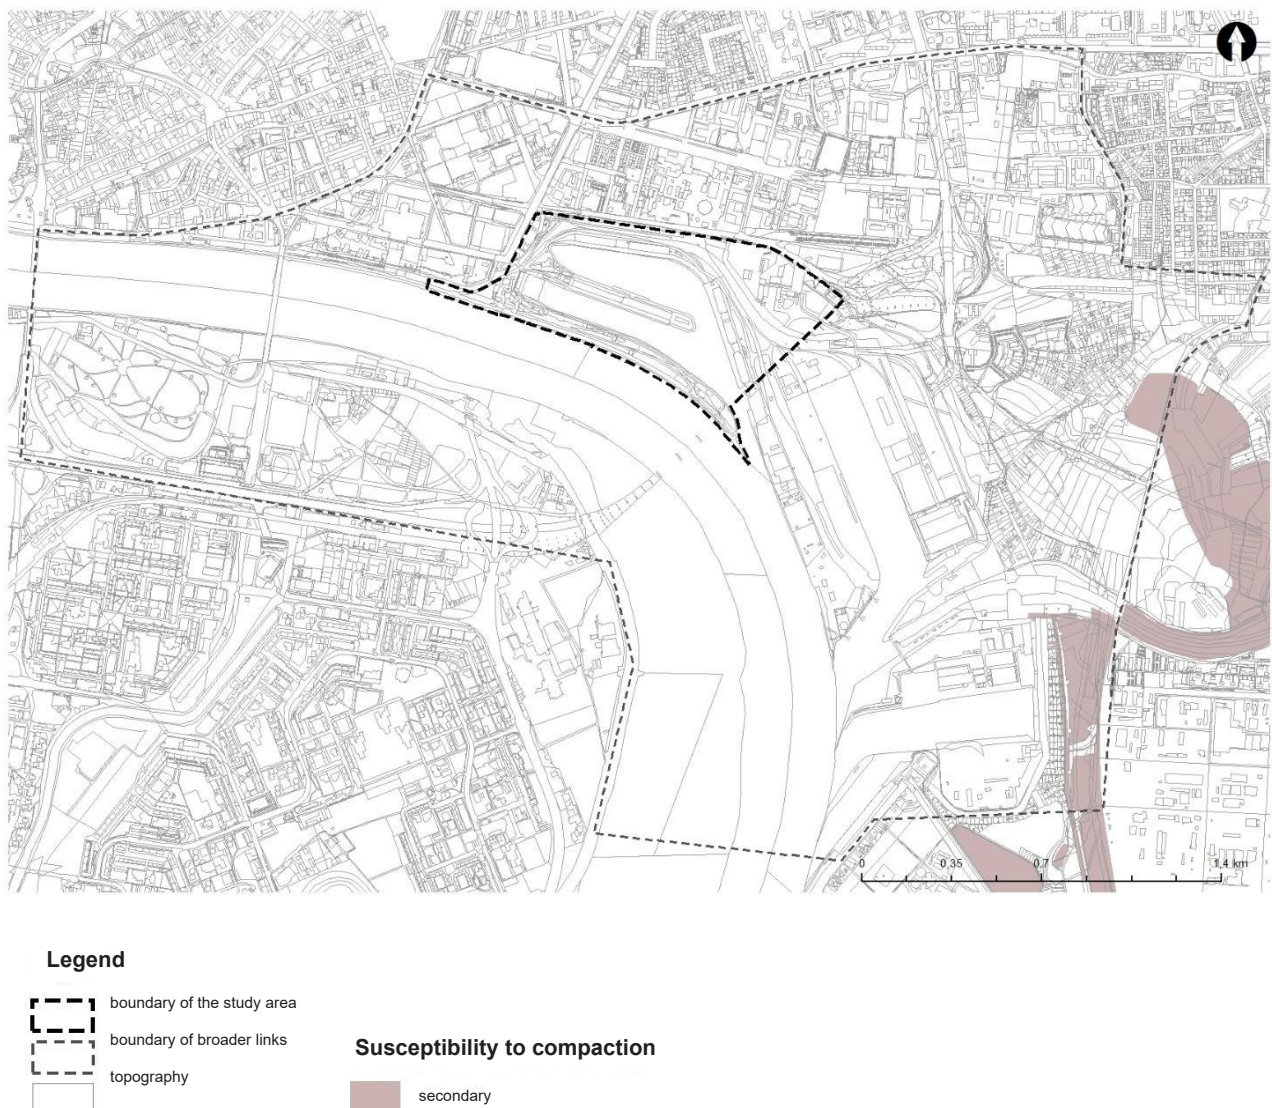 0 0,35 0,7 1,4 km
Legend
boundary of the study area
boundary of broader links
topography
Susceptibility to compaction
secondary